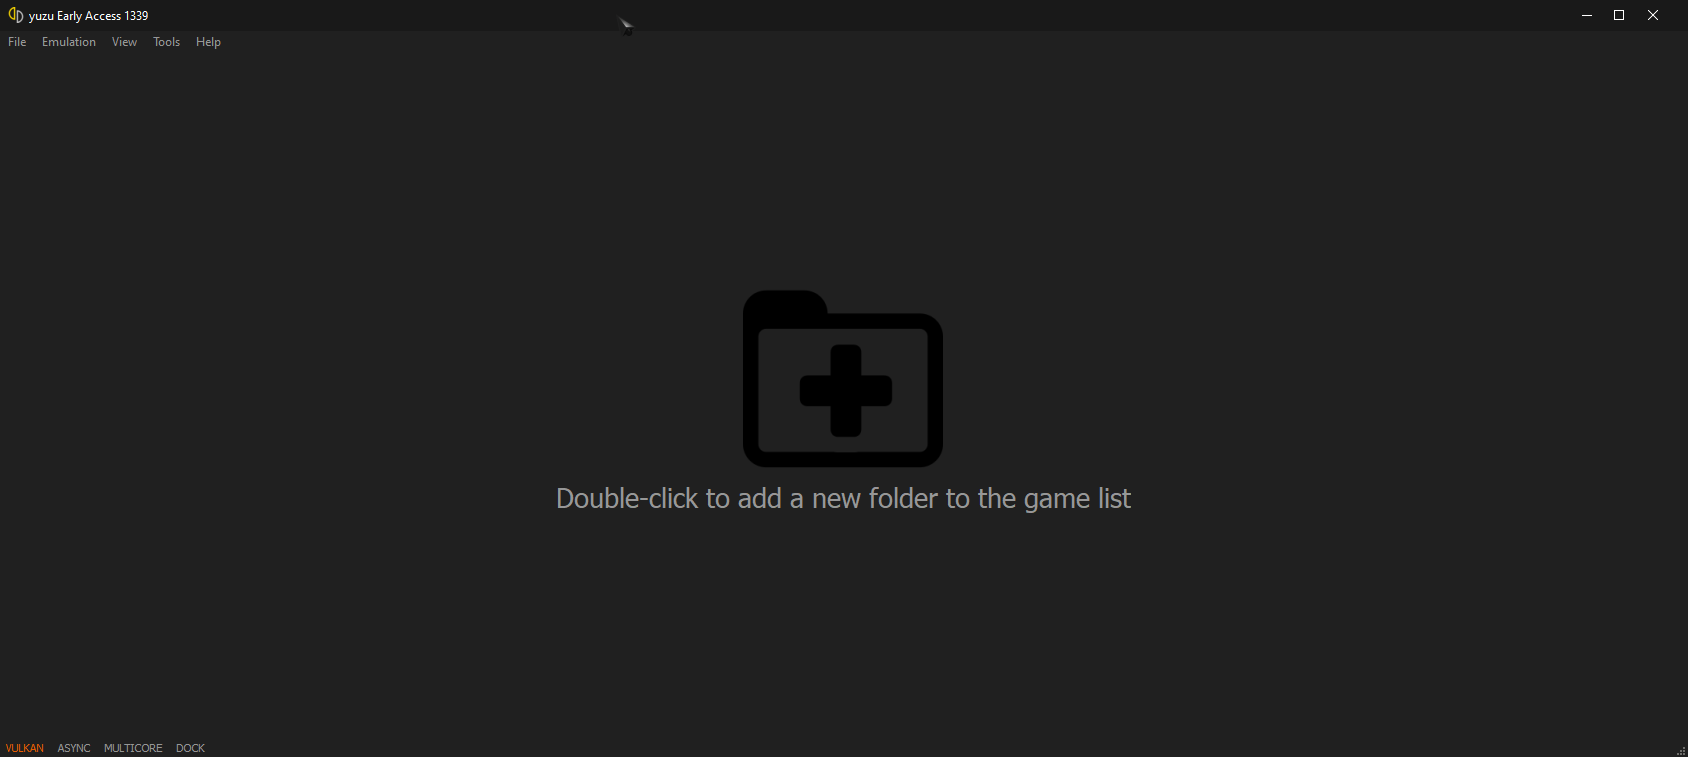 yuzu Early Access 1339
File Emulation View Tools Help
Double-click to add a new folder to the game list
VULKAN ASYNC MULTICORE DOCK